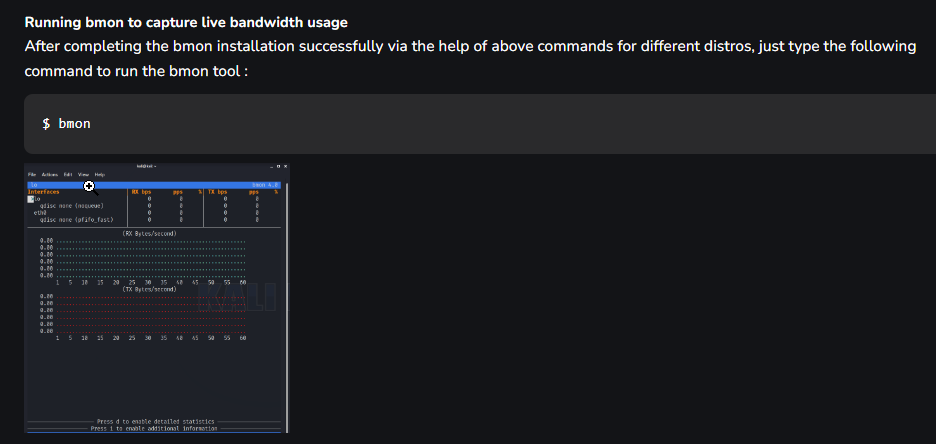 Running bmon to capture live bandwidth usage
After completing the bmon installation successfully via the help of above commands for different distros, just type the following
command to run the bmon tool :
$ bmon
File Actions Edit View Help
lo bmon 4.0
Interfaces RX bps pps % TX bps pps %
lo 0 0 0 0
qdisc none (noqueue) 0 0 0 0
eth0 0 0 0 0
qdisc none (pfifo_fast) 0 0 0 0
(RX Bytes/second)
0.00
0.00
0.00
0.00
0.00
0.00
1 5 10 15 20 25 30 35 40 45 50 55 60
(TX Bytes/second)
0.00
0.00
0.00
0.00
0.00
0.00
1 5 10 15 20 25 30 35 40 45 50 55 60
KALI
Press d to enable detailed statistics
Press i to enable additional information